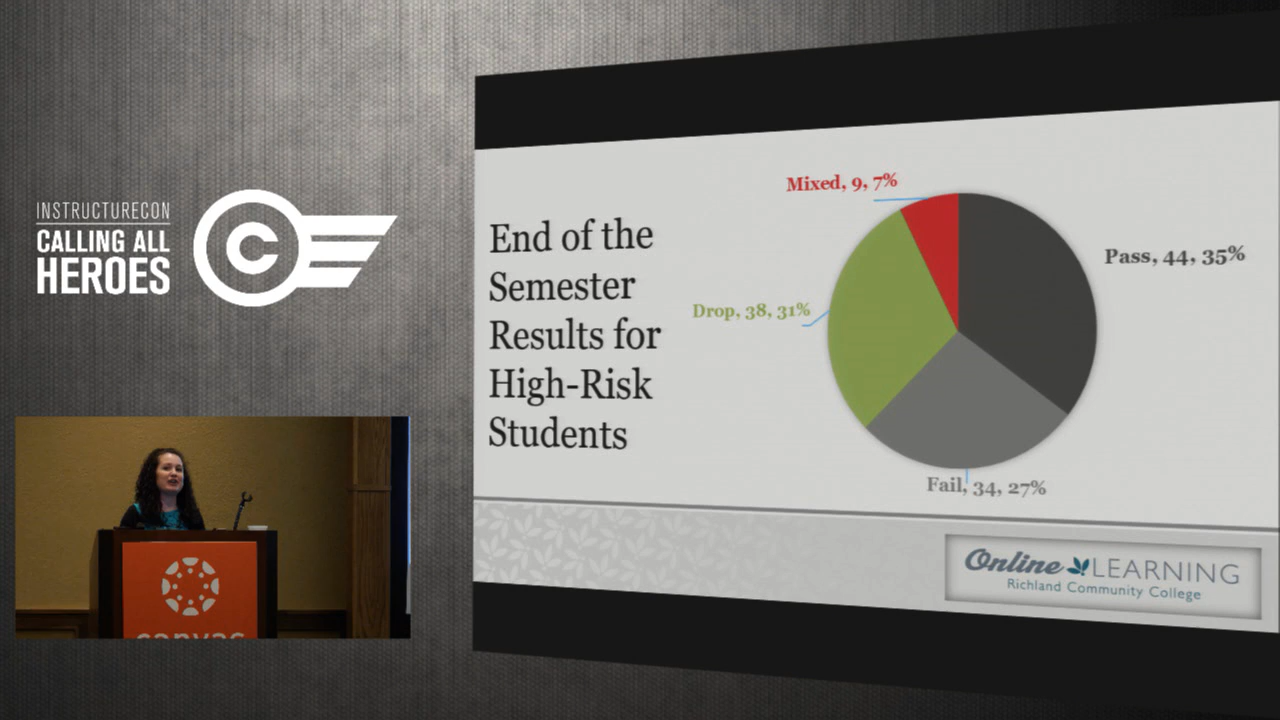 INSTRUCTURECON
CALLING ALL
HEROES
C
End of the
Semester
Results for
High-Risk
Students
Mixed, 9, 7%
Pass, 44, 35%
Drop, 38, 31%
Fail, 34, 27%
Online LEARNING
Richland Community College
canvas